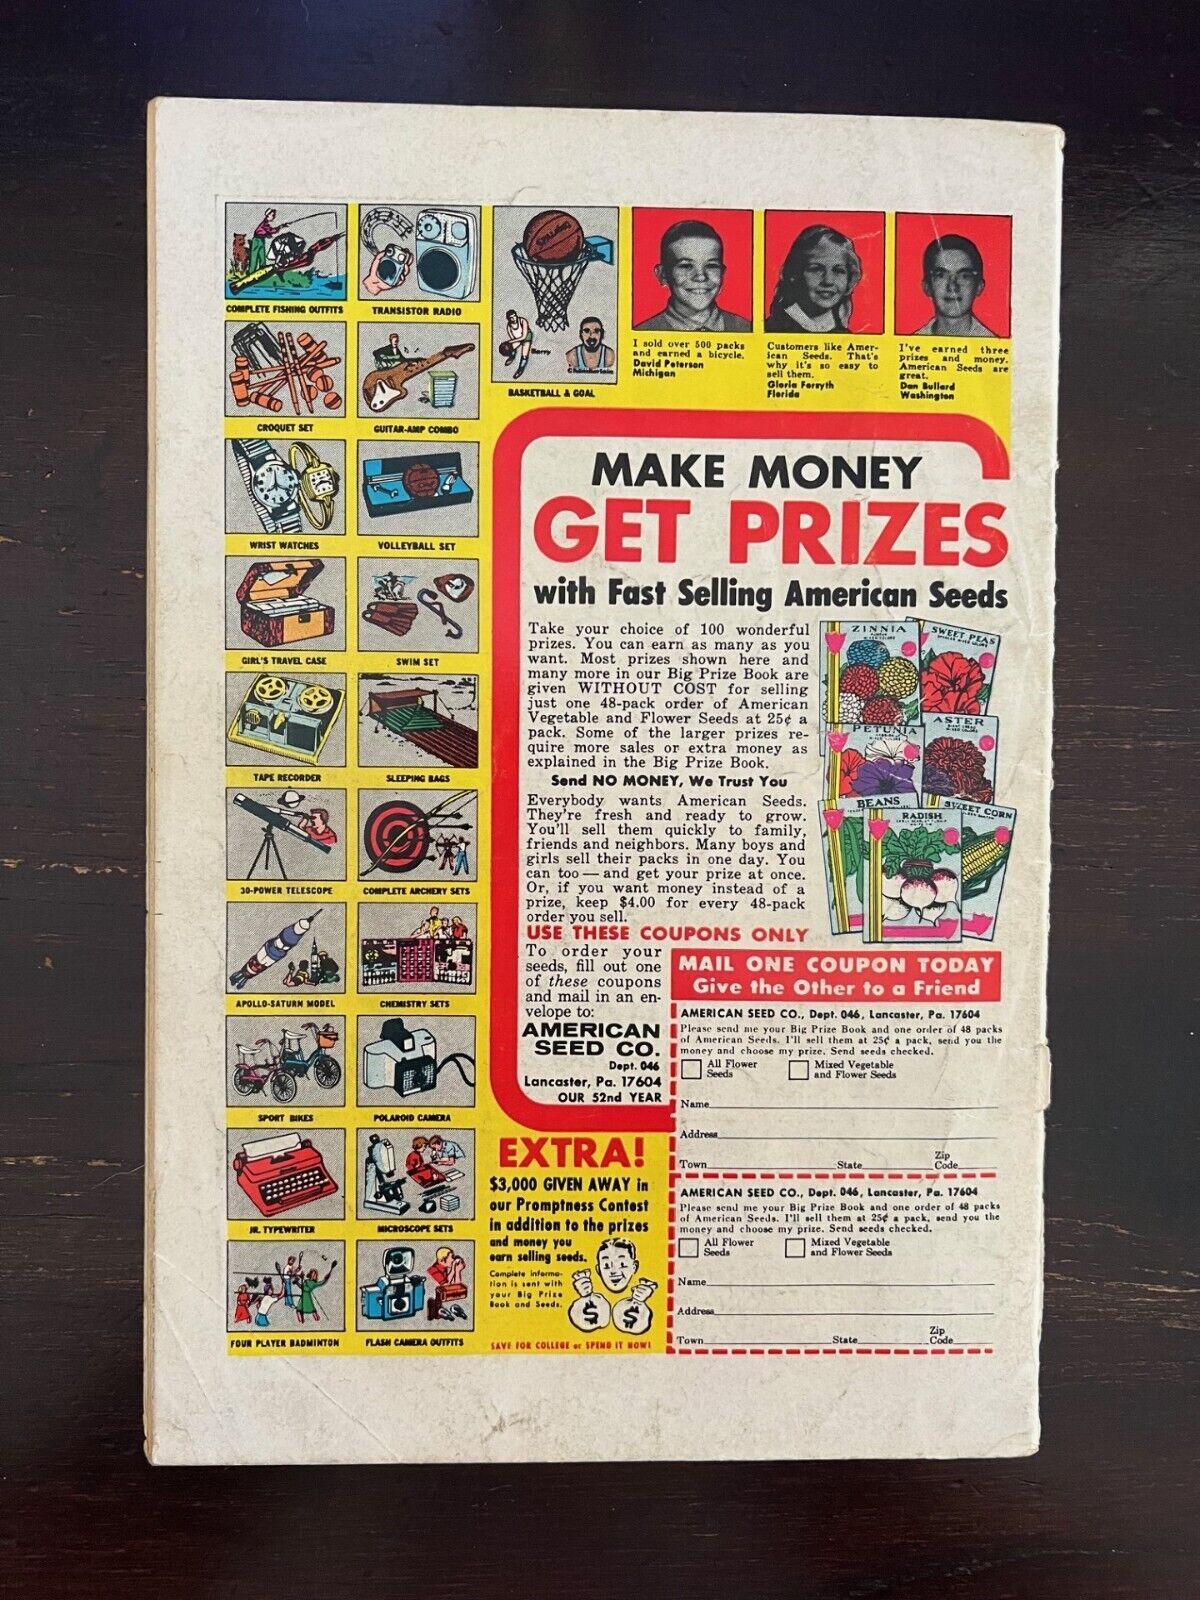 COMPLETE FISHING OUTFITS
TRANSISTOR RADIO
CROQUET SET
GUITAR-AMP COMBO
WRIST WATCHES
VOLLEYBALL SET
GIRL'S TRAVEL CASE
SWIM SET
TAPE RECORDER
SLEEPING BAGS
30-POWER TELESCOPE
COMPLETE ARCHERY SETS
APOLLO-SATURN MODEL
CHEMISTRY SETS
SPORT BIKES
POLAROID CAMERA
JR. TYPEWRITER
MICROSCOPE SETS
FOUR PLAYER BADMINTON
FLASH CAMERA OUTFITS
SPALDING
Barry
Chamberlain
BASKETBALL & GOAL
I sold over 500 packs
and earned a bicycle.
David Peterson
Michigan
Customers like Amer-
ican Seeds. That's
why it's so easy to
sell them.
Gloria Forsyth
Florida
I've earned three
prizes and money.
American Seeds are
great.
Dan Bullard
Washington
MAKE MONEY
GET PRIZES
with Fast Selling American Seeds
Take your choice of 100 wonderful
prizes. You can earn as many as you
want. Most prizes shown here and
many more in our Big Prize Book are
given WITHOUT COST for selling
just one 48-pack order of American
Vegetable and Flower Seeds at 25¢ a
pack. Some of the larger prizes re-
quire more sales or extra money as
explained in the Big Prize Book.
Send NO MONEY, We Trust You
Everybody wants American Seeds.
They're fresh and ready to grow.
You'll sell them quickly to family,
friends and neighbors. Many boys and
girls sell their packs in one day. You
can too — and get your prize at once.
Or, if you want money instead of a
prize, keep $4.00 for every 48-pack
order you sell.
USE THESE COUPONS ONLY
To order your
seeds, fill out one
of these coupons
and mail in an en-
velope to:
AMERICAN
SEED CO.
Dept. 046
Lancaster, Pa. 17604
OUR 52nd YEAR
ZINNIA
SWEET PEAS
PETUNIA
ASTER
BEANS
RADISH
SWEET CORN
MAIL ONE COUPON TODAY
Give the Other to a Friend
AMERICAN SEED CO., Dept. 046, Lancaster, Pa. 17604
Please send me your Big Prize Book and one order of 48 packs
of American Seeds. I'll sell them at 25¢ a pack, send you the
money and choose my prize. Send seeds checked.
All Flower
Seeds
Mixed Vegetable
and Flower Seeds
Name
Address
Town State Zip
Code
AMERICAN SEED CO., Dept. 046, Lancaster, Pa. 17604
Please send me your Big Prize Book and one order of 48 packs
of American Seeds. I'll sell them at 25¢ a pack, send you the
money and choose my prize. Send seeds checked.
All Flower
Seeds
Mixed Vegetable
and Flower Seeds
Name
Address
Town State Zip
Code
EXTRA!
$3,000 GIVEN AWAY in
our Promptness Contest
in addition to the prizes
and money you
earn selling seeds.
Complete informa-
tion is sent with
your Big Prize
Book and Seeds.
$ $
SAVE FOR COLLEGE or SPEND IT NOW!